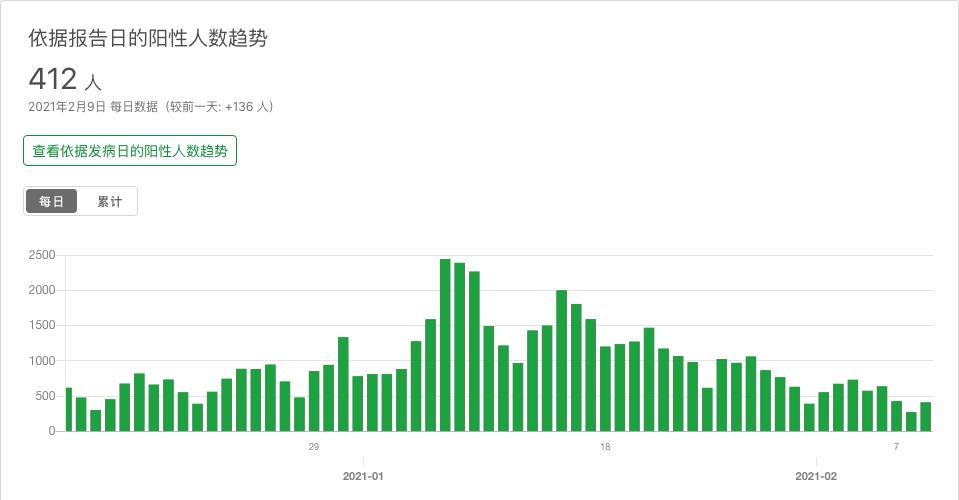 依据报告日的阳性人数趋势
412 人
2021年2月9日 每日数据（较前一天: +136 人）
查看依据发病日的阳性人数趋势
每日 累计
2500
2000
1500
1000
500
0
29 18 7
2021-01 2021-02